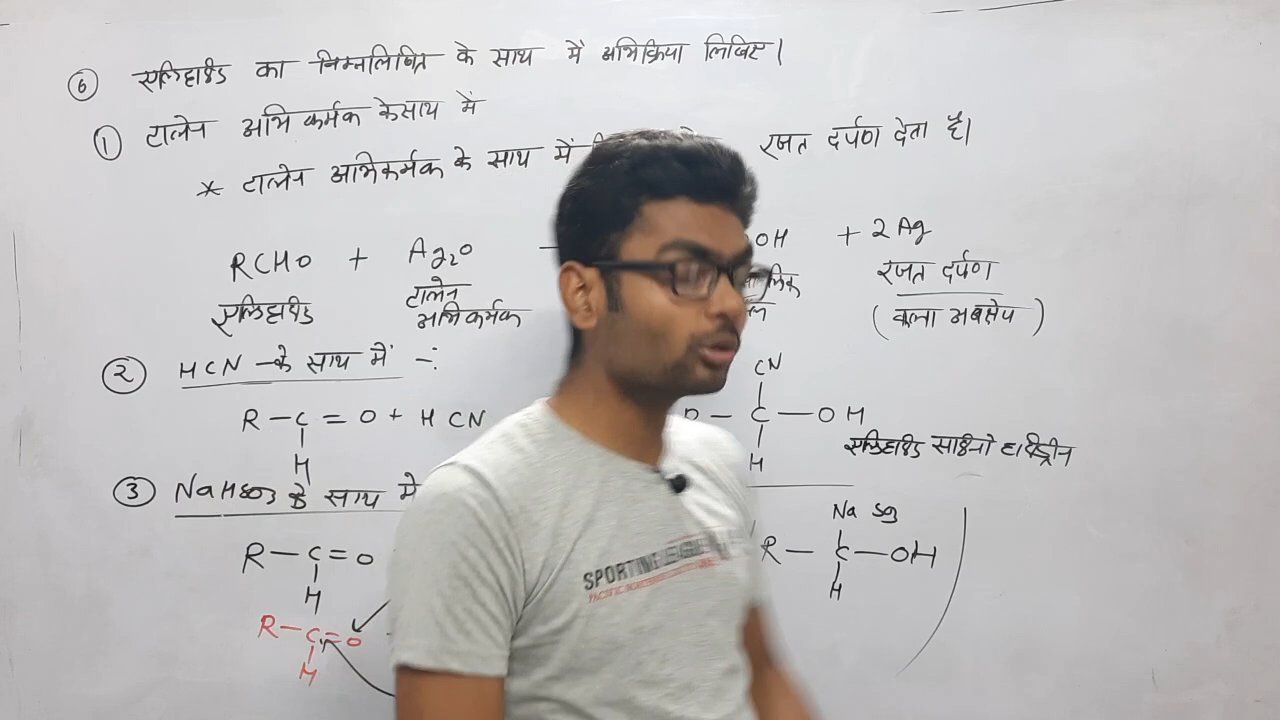 ⑥ एल्डिहाइड का निम्नलिखित के साथ में अभिक्रिया लिखिए।
① टालेन अभिकर्मक के साथ में
* टालेन अभिकर्मक के साथ में रजत दर्पण देता है।
RCHO + Ag₂O OH + 2Ag
एल्डिहाइड टालेन अभिकर्मक रजत दर्पण
(काला अवक्षेप)
② HCN के साथ में -:
CN
R – C = O + HCN – C – OH
H H
एल्डिहाइड साइनो हाइड्रीन
③ NaHSO₃ के साथ में
Na SO₃
R – C = O R – C – OH
H H
R – C = O
H
SPORTING